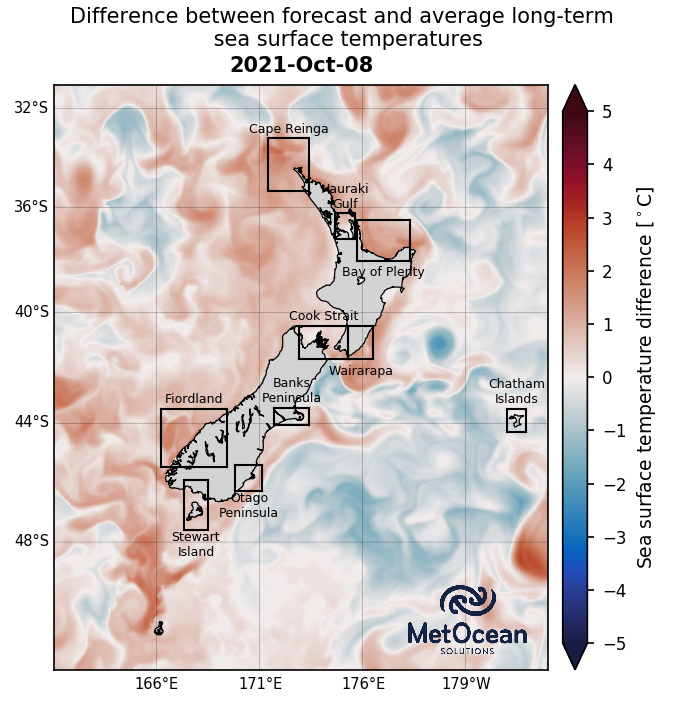 Difference between forecast and average long-term
sea surface temperatures
2021-Oct-08
32°S
36°S
40°S
44°S
48°S
Cape Reinga
Hauraki
Gulf
Bay of Plenty
Cook Strait
Wairarapa
Banks
Peninsula
Fiordland
Chatham
Islands
Otago
Peninsula
Stewart
Island
MetOcean
SOLUTIONS
166°E
171°E
176°E
179°W
5
4
3
2
1
0
−1
−2
−3
−4
−5
Sea surface temperature difference [°C]